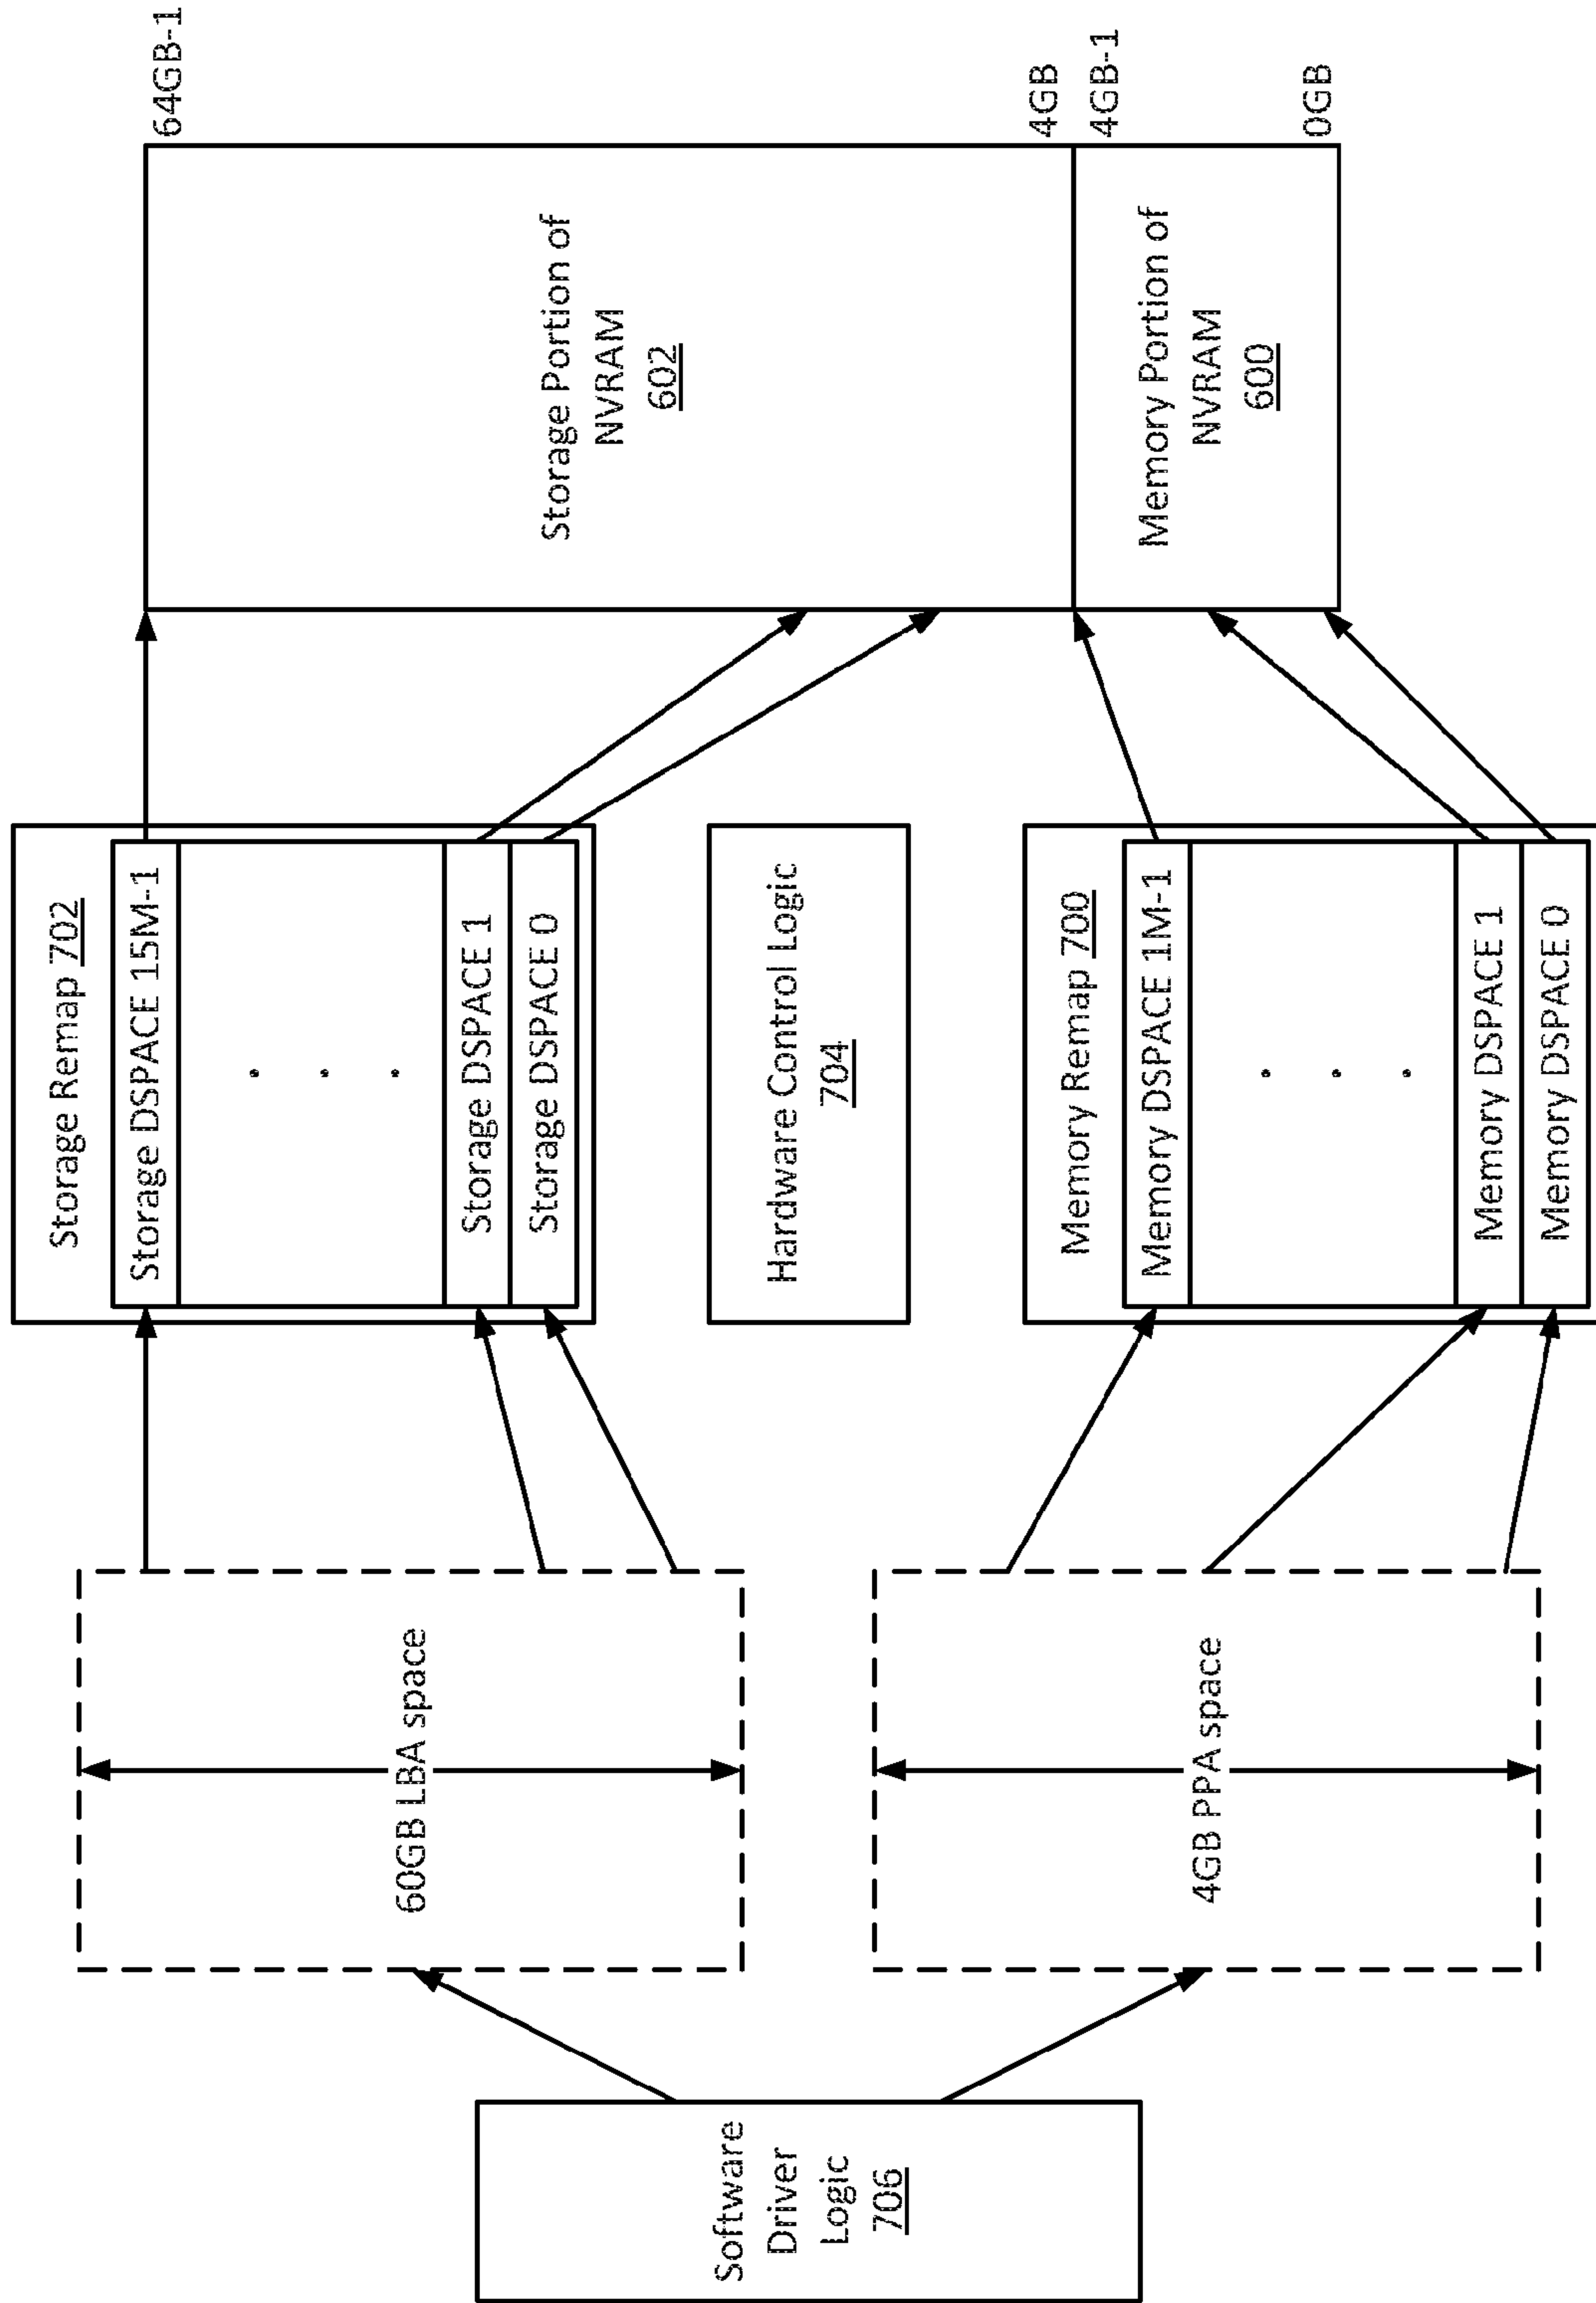 Software
Driver
Logic
706
60GB LBA space
4GB PPA space
Storage Remap 702
Storage DSPACE 15M-1
.
.
.
Storage DSPACE 1
Storage DSPACE 0
Hardware Control Logic
704
Memory Remap 700
Memory DSPACE 1M-1
.
.
.
Memory DSPACE 1
Memory DSPACE 0
Storage Portion of
NVRAM
602
Memory Portion of
NVRAM
600
64GB-1
4GB
4GB-1
0GB